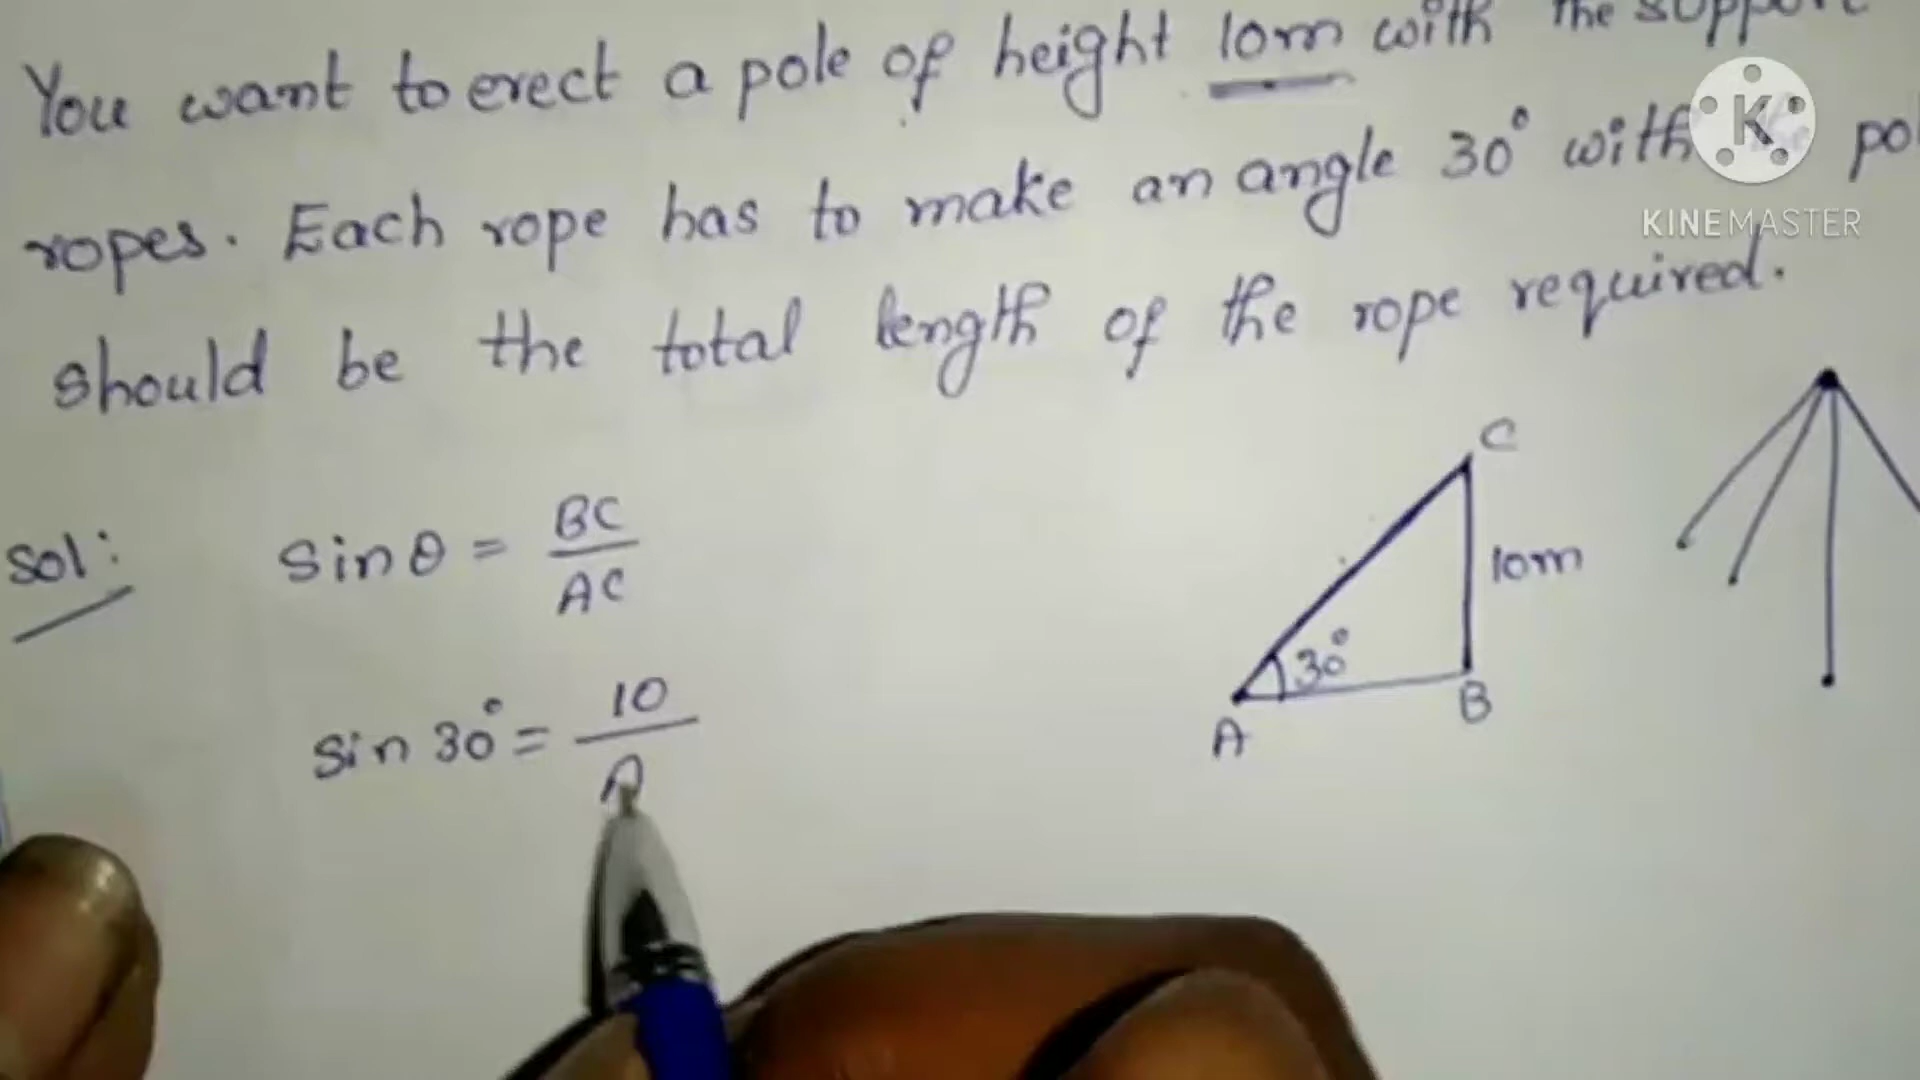 You want to erect a pole of height 10m with the support
ropes. Each rope has to make an angle 30° with
should be the total length of the rope required.
K
KINEMASTER
Sol:
Sin θ = BC
AC
C
10m
30°
A
B
Sin 30° = 10
A